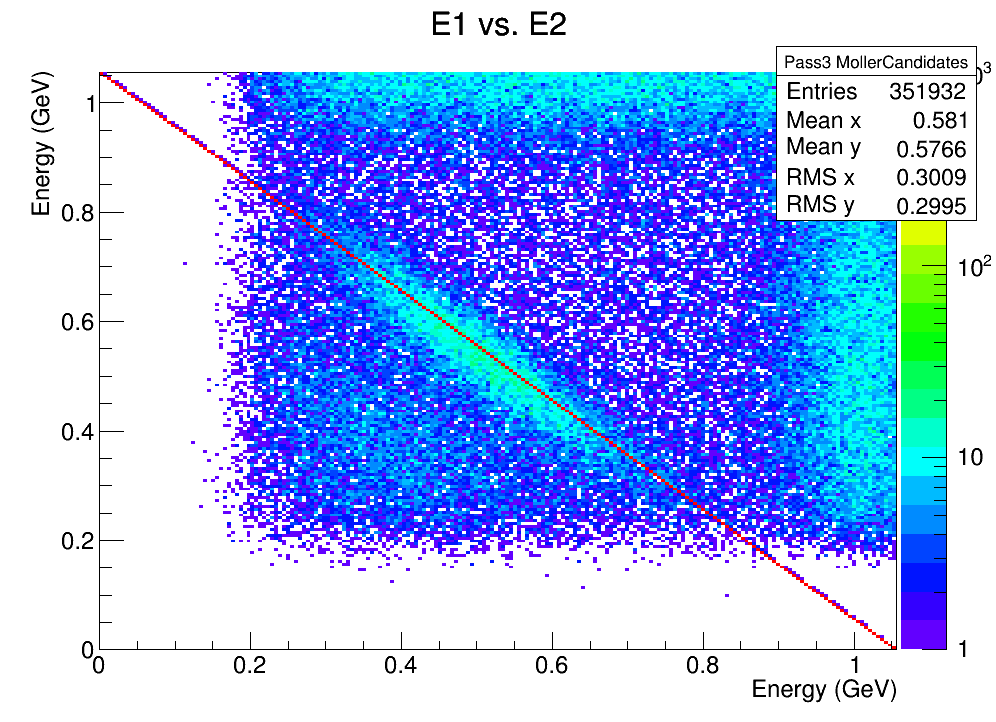 E1 vs. E2
Energy (GeV)
Pass3 MollerCandidates
Entries 351932
Mean x 0.581
Mean y 0.5766
RMS x 0.3009
RMS y 0.2995
1
0.8
0.6
0.4
0.2
0
0 0.2 0.4 0.6 0.8 1
Energy (GeV)
10²
10
1